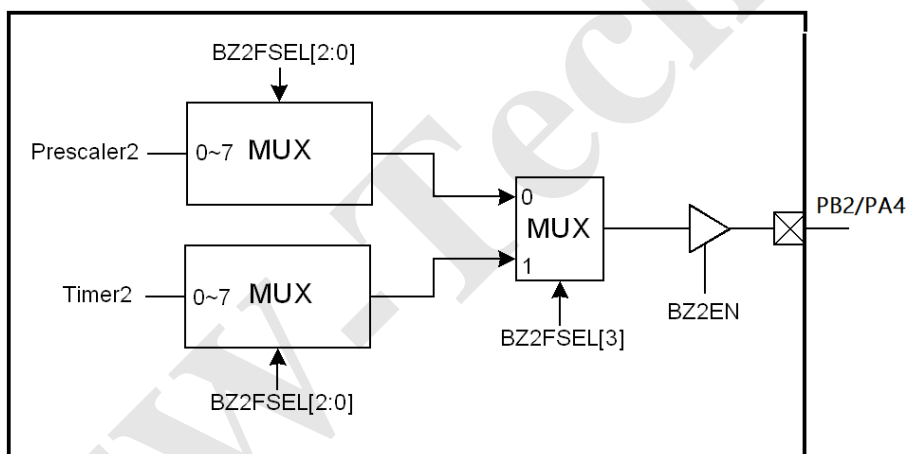 BZ2FSEL[2:0]
Prescaler2
0~7 MUX
0
MUX
1
PB2/PA4
Timer2
0~7 MUX
BZ2EN
BZ2FSEL[3]
BZ2FSEL[2:0]